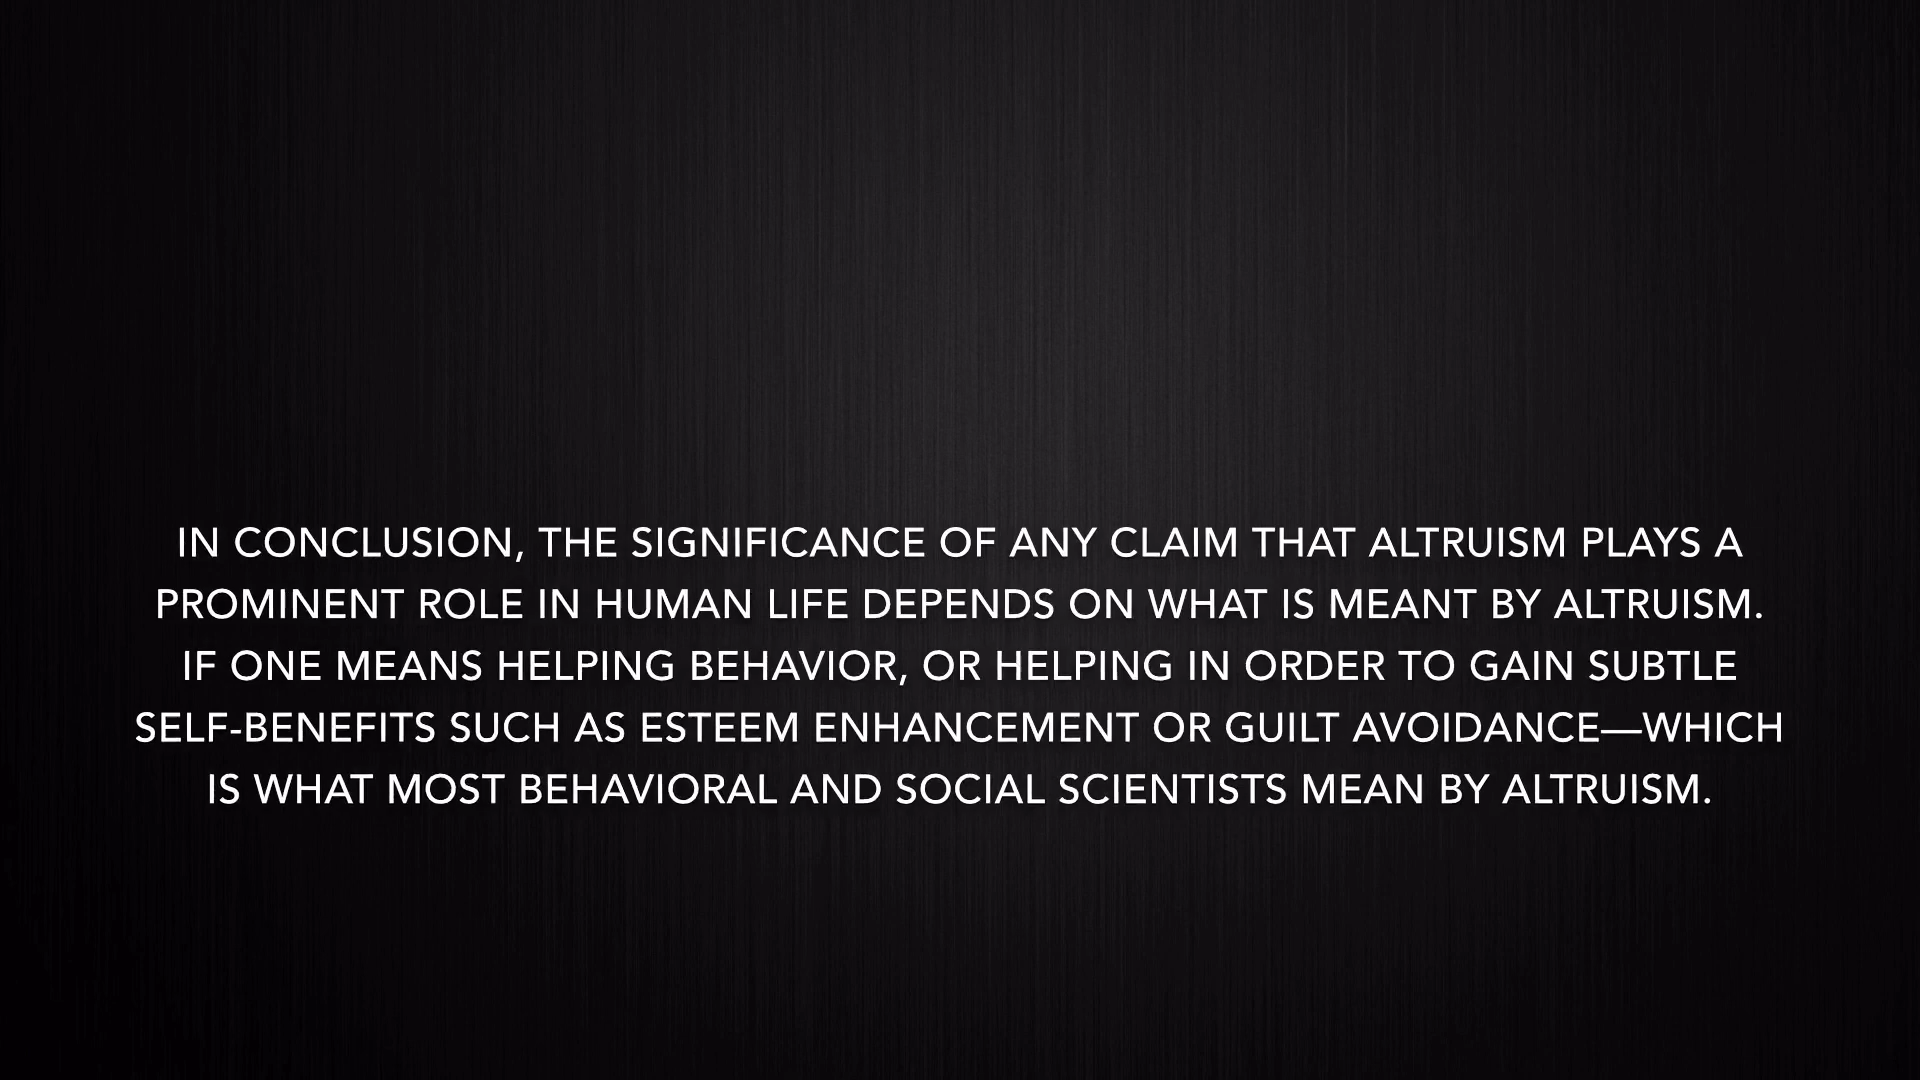 IN CONCLUSION, THE SIGNIFICANCE OF ANY CLAIM THAT ALTRUISM PLAYS A
PROMINENT ROLE IN HUMAN LIFE DEPENDS ON WHAT IS MEANT BY ALTRUISM.
IF ONE MEANS HELPING BEHAVIOR, OR HELPING IN ORDER TO GAIN SUBTLE
SELF-BENEFITS SUCH AS ESTEEM ENHANCEMENT OR GUILT AVOIDANCE—WHICH
IS WHAT MOST BEHAVIORAL AND SOCIAL SCIENTISTS MEAN BY ALTRUISM.